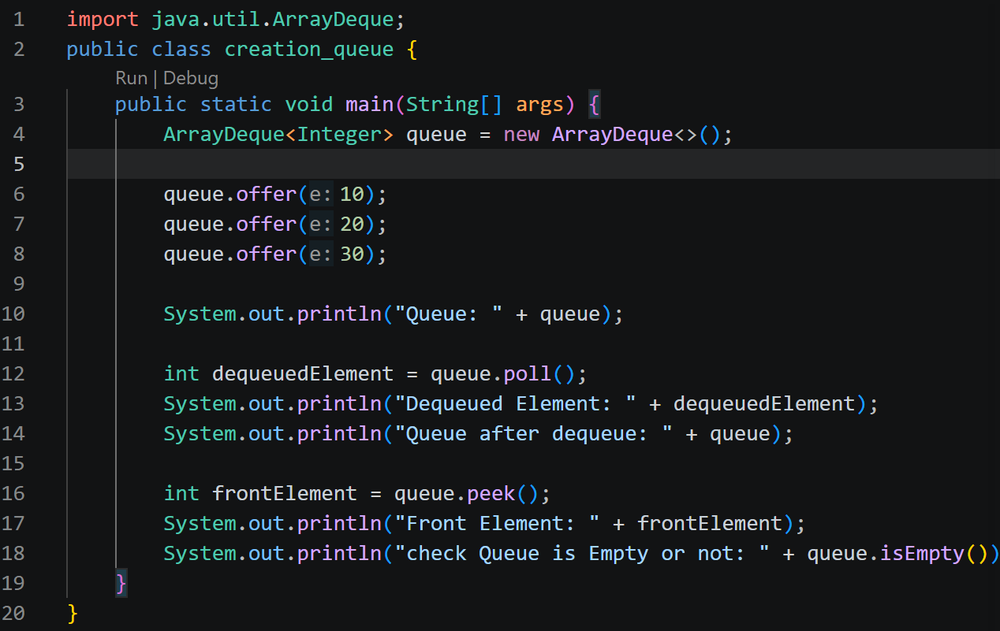 1 import java.util.ArrayDeque;
2 public class creation_queue {
Run | Debug
3 public static void main(String[] args) {
4 ArrayDeque<Integer> queue = new ArrayDeque<>();
5
6 queue.offer(e: 10);
7 queue.offer(e: 20);
8 queue.offer(e: 30);
9
10 System.out.println("Queue: " + queue);
11
12 int dequeuedElement = queue.poll();
13 System.out.println("Dequeued Element: " + dequeuedElement);
14 System.out.println("Queue after dequeue: " + queue);
15
16 int frontElement = queue.peek();
17 System.out.println("Front Element: " + frontElement);
18 System.out.println("check Queue is Empty or not: " + queue.isEmpty())
19 }
20 }